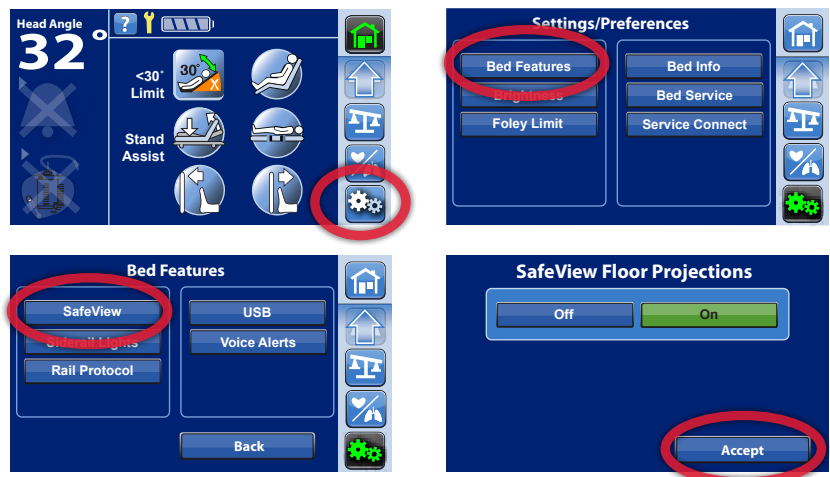 Head Angle
32°
?
<30°
Limit
30°
X
Stand
Assist
Settings/Preferences
Bed Features
Bed Info
Brightness
Bed Service
Foley Limit
Service Connect
Bed Features
SafeView
USB
Siderail Lights
Voice Alerts
Rail Protocol
Back
SafeView Floor Projections
Off
On
Accept